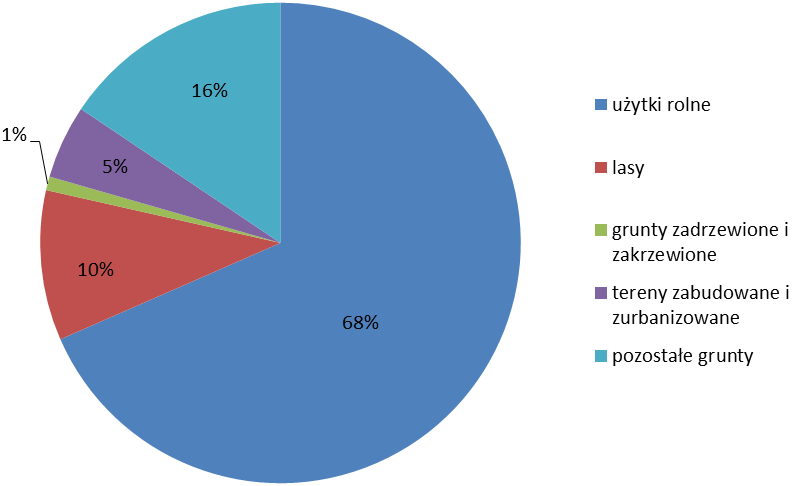 16%
1%
5%
10%
68%
użytki rolne
lasy
grunty zadrzewione i
zakrzewione
tereny zabudowane i
zurbanizowane
pozostałe grunty